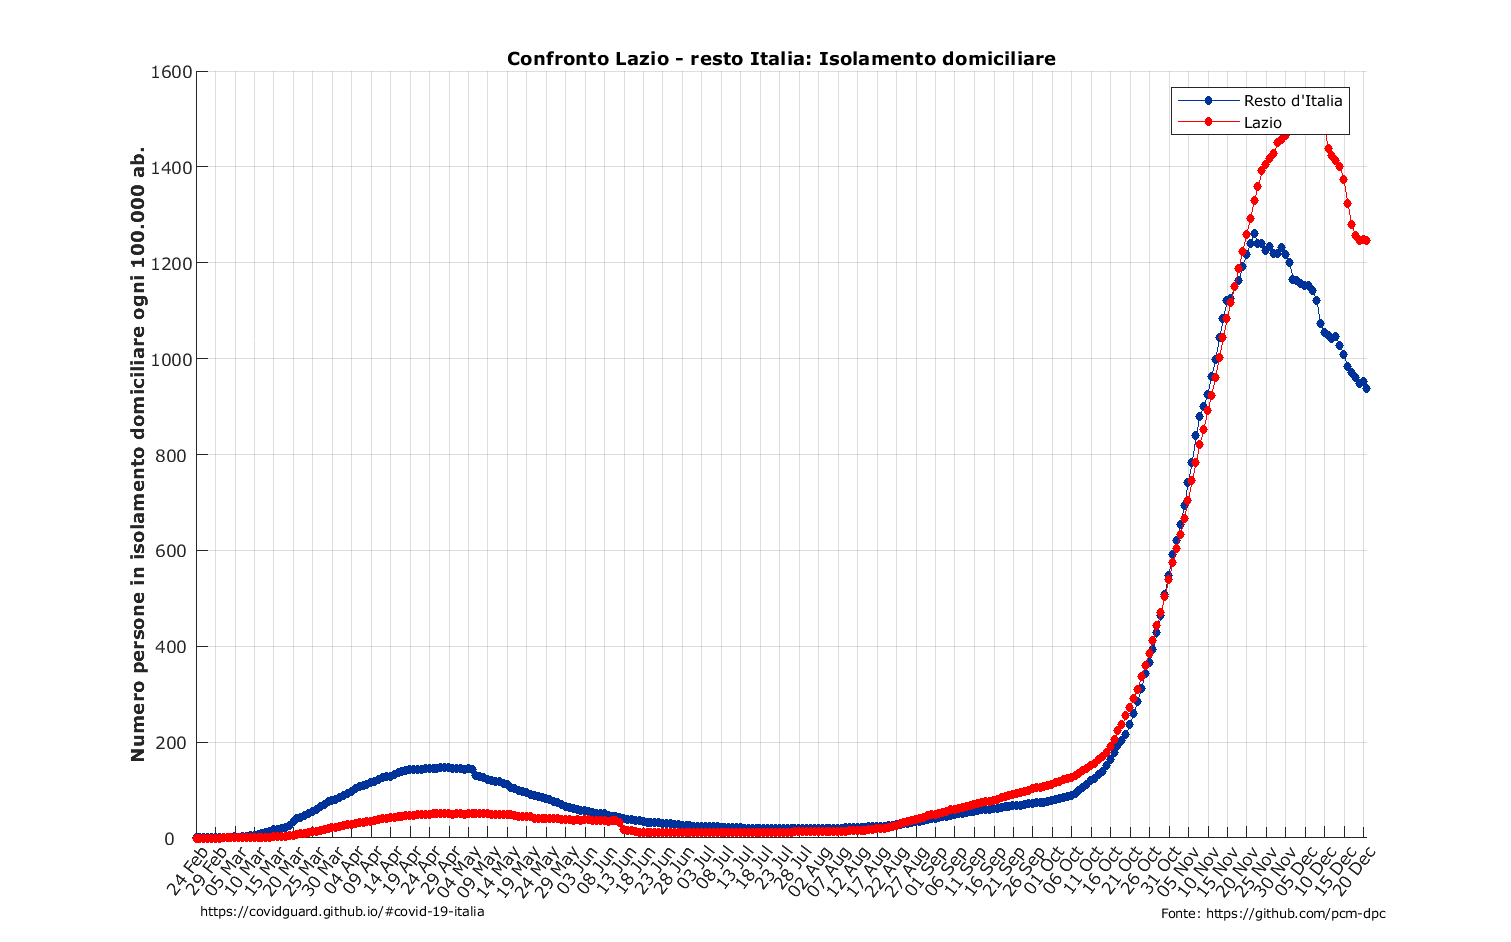 Confronto Lazio - resto Italia: Isolamento domiciliare
Numero persone in isolamento domiciliare ogni 100.000 ab.
1600
1400
1200
1000
800
600
400
200
0
Resto d'Italia
Lazio
24 Feb
29 Feb
05 Mar
10 Mar
15 Mar
20 Mar
25 Mar
30 Mar
04 Apr
09 Apr
14 Apr
19 Apr
24 Apr
29 Apr
04 May
09 May
14 May
19 May
24 May
29 May
03 Jun
08 Jun
13 Jun
18 Jun
23 Jun
28 Jun
03 Jul
08 Jul
13 Jul
18 Jul
23 Jul
28 Jul
02 Aug
07 Aug
12 Aug
17 Aug
22 Aug
27 Aug
01 Sep
06 Sep
11 Sep
16 Sep
21 Sep
26 Sep
01 Oct
06 Oct
11 Oct
16 Oct
21 Oct
26 Oct
31 Oct
05 Nov
10 Nov
15 Nov
20 Nov
25 Nov
30 Nov
05 Dec
10 Dec
15 Dec
20 Dec
https://covidguard.github.io/#covid-19-italia
Fonte: https://github.com/pcm-dpc